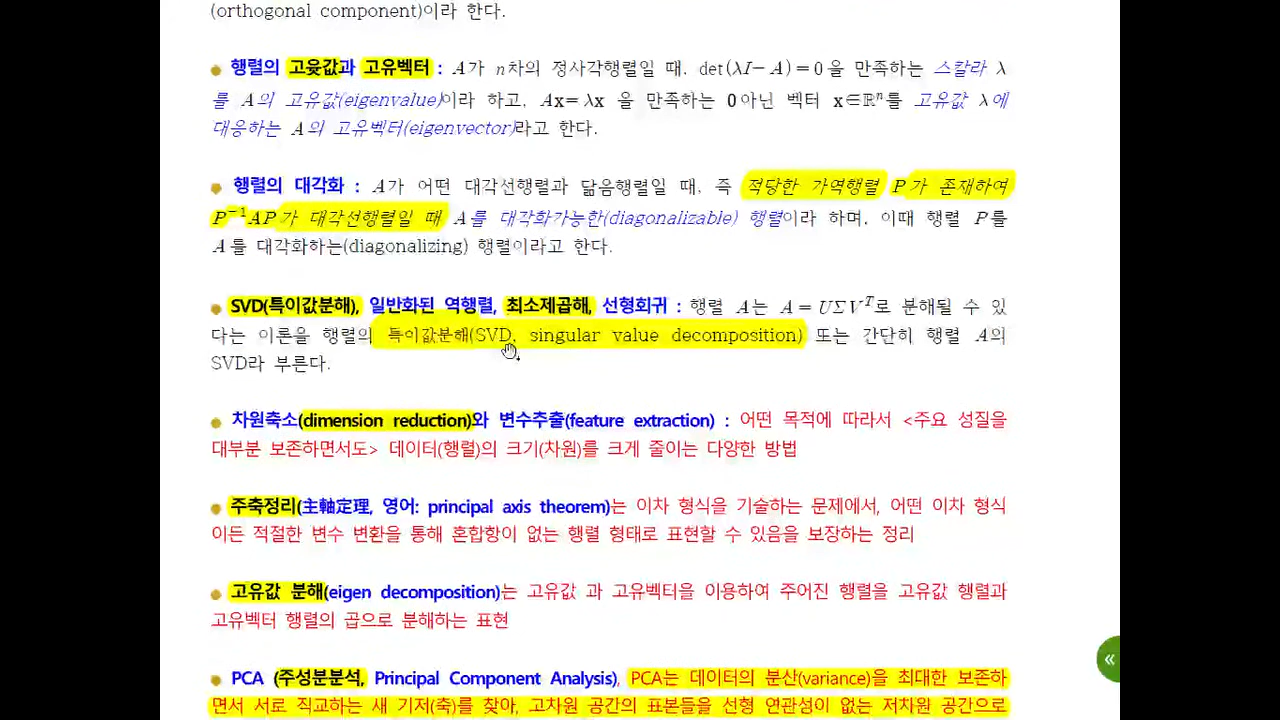 (orthogonal component)이라 한다.
행렬의 고윳값과 고유벡터 : A가 n차의 정사각행렬일 때, det(λI−A)=0을 만족하는 스칼라 λ
를 A의 고유값(eigenvalue)이라 하고, Ax=λx 을 만족하는 0아닌 벡터 x∈ℝⁿ를 고유값 λ에
대응하는 A의 고유벡터(eigenvector)라고 한다.
행렬의 대각화 : A가 어떤 대각선행렬과 닮음행렬일 때, 즉 적당한 가역행렬 P가 존재하여
P⁻¹AP가 대각선행렬일 때 A를 대각화가능한(diagonalizable) 행렬이라 하며, 이때 행렬 P를
A를 대각화하는(diagonalizing) 행렬이라고 한다.
SVD(특이값분해), 일반화된 역행렬, 최소제곱해, 선형회귀 : 행렬 A는 A = UΣVᵀ로 분해될 수 있
다는 이론을 행렬의 특이값분해(SVD, singular value decomposition) 또는 간단히 행렬 A의
SVD라 부른다.
차원축소(dimension reduction)와 변수추출(feature extraction) : 어떤 목적에 따라서 <주요 성질을
대부분 보존하면서도> 데이터(행렬)의 크기(차원)를 크게 줄이는 다양한 방법
주축정리(主軸定理, 영어: principal axis theorem)는 이차 형식을 기술하는 문제에서, 어떤 이차 형식
이든 적절한 변수 변환을 통해 혼합항이 없는 행렬 형태로 표현할 수 있음을 보장하는 정리
고유값 분해(eigen decomposition)는 고유값 과 고유벡터을 이용하여 주어진 행렬을 고유값 행렬과
고유벡터 행렬의 곱으로 분해하는 표현
PCA (주성분분석, Principal Component Analysis), PCA는 데이터의 분산(variance)을 최대한 보존하
면서 서로 직교하는 새 기저(축)를 찾아, 고차원 공간의 표본들을 선형 연관성이 없는 저차원 공간으로